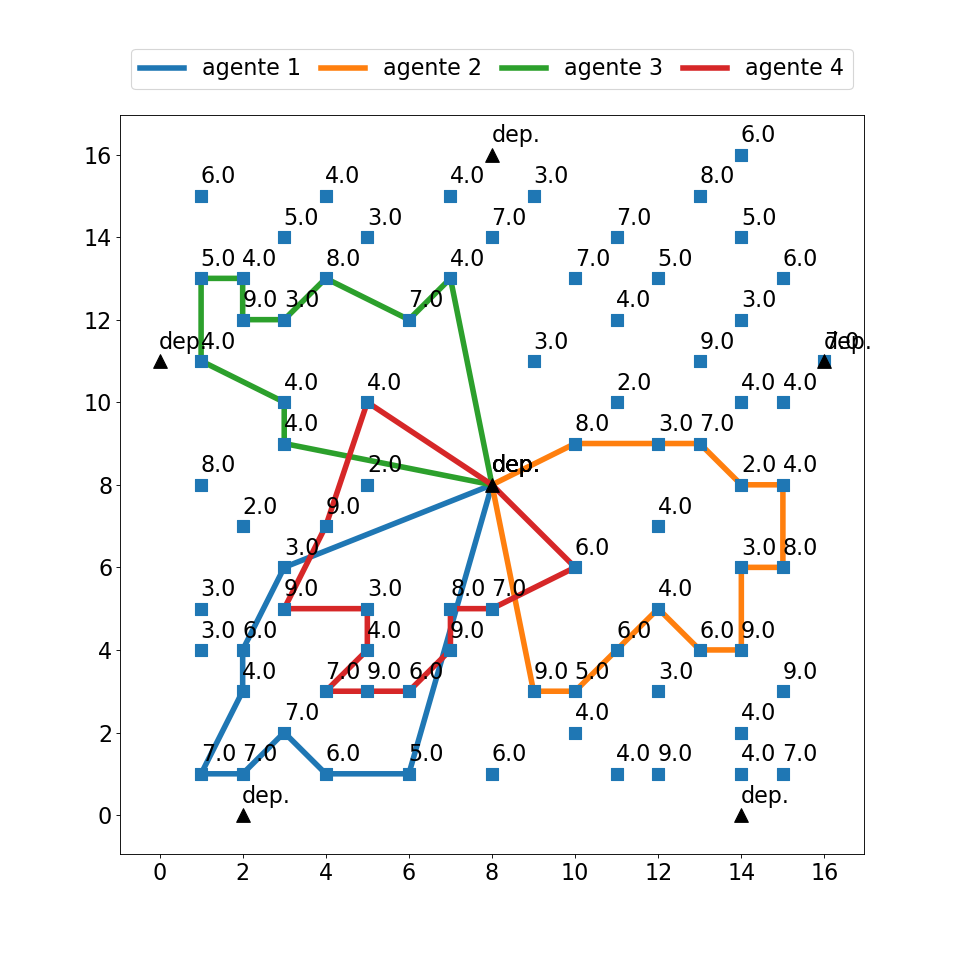 agente 1 agente 2 agente 3 agente 4
dep. 6.0
16
6.0 4.0 4.0 3.0 8.0
5.0 3.0 7.0 7.0 5.0
14
5.0 4.0 8.0 4.0 7.0 5.0 6.0
9.0 3.0 7.0 4.0 3.0
12
dep. 4.0 3.0 9.0 7.0 dep.
4.0 4.0 2.0 4.0 4.0
10
4.0 8.0 3.0 7.0
8.0 2.0 dep. 2.0 4.0
8
2.0 9.0 4.0
3.0 6.0 3.0 8.0
6
3.0 9.0 3.0 8.0 7.0 4.0
3.0 6.0 4.0 9.0 6.0 6.0 9.0
4
4.0 7.0 9.0 6.0 9.0 5.0 3.0 9.0
7.0 4.0 4.0
2
7.0 7.0 6.0 5.0 6.0 4.0 9.0 4.0 7.0
dep. dep.
0
0 2 4 6 8 10 12 14 16